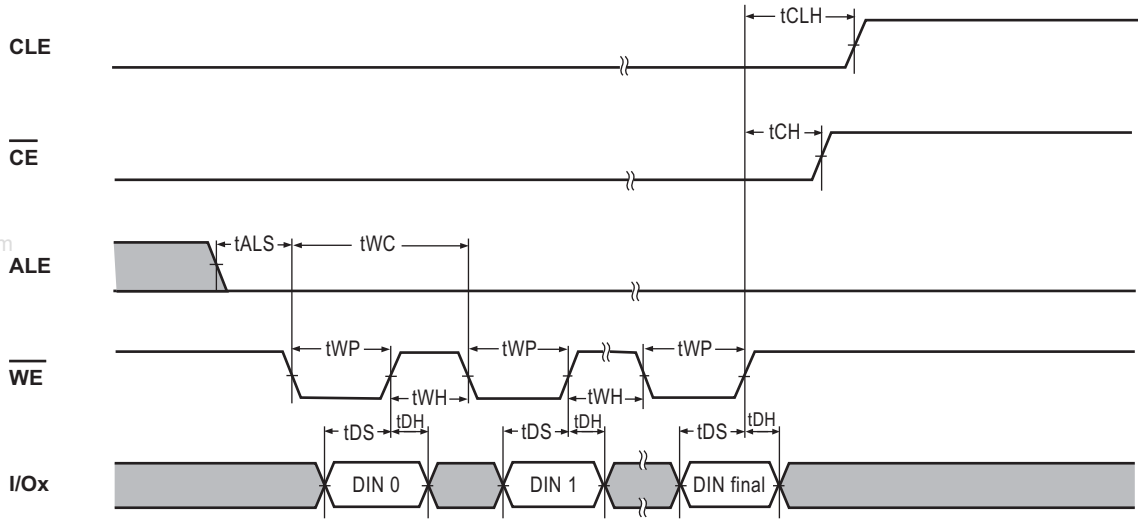 tCLH
CLE
tCH
CE
m
tALS
tWC
ALE
tWP
tWP
tWP
WE
tWH
tWH
tDS
tDH
tDS
tDH
tDS
tDH
I/Ox
DIN 0
DIN 1
DIN final